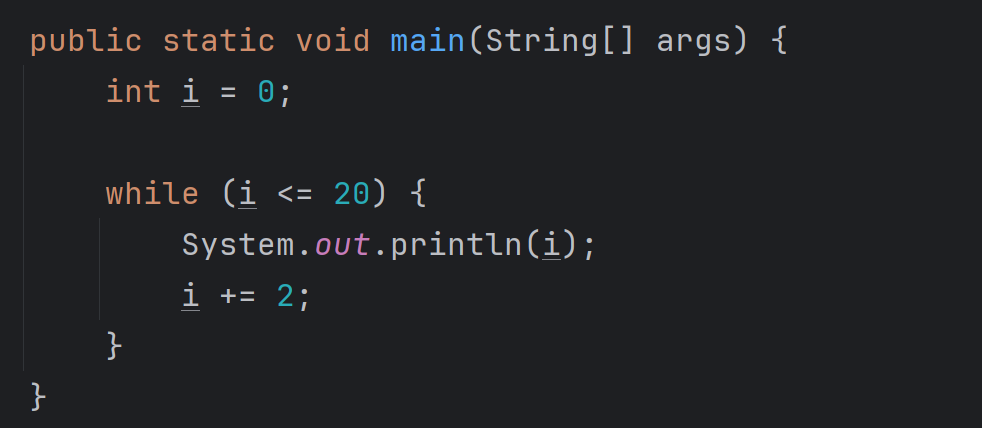 public static void main(String[] args) {
    int i = 0;

    while (i <= 20) {
        System.out.println(i);
        i += 2;
    }
}